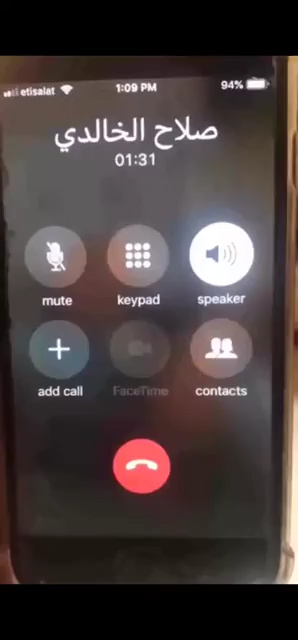 etisalat 1:09 PM 94%
صلاح الخالدي
01:31
mute keypad speaker
add call FaceTime contacts